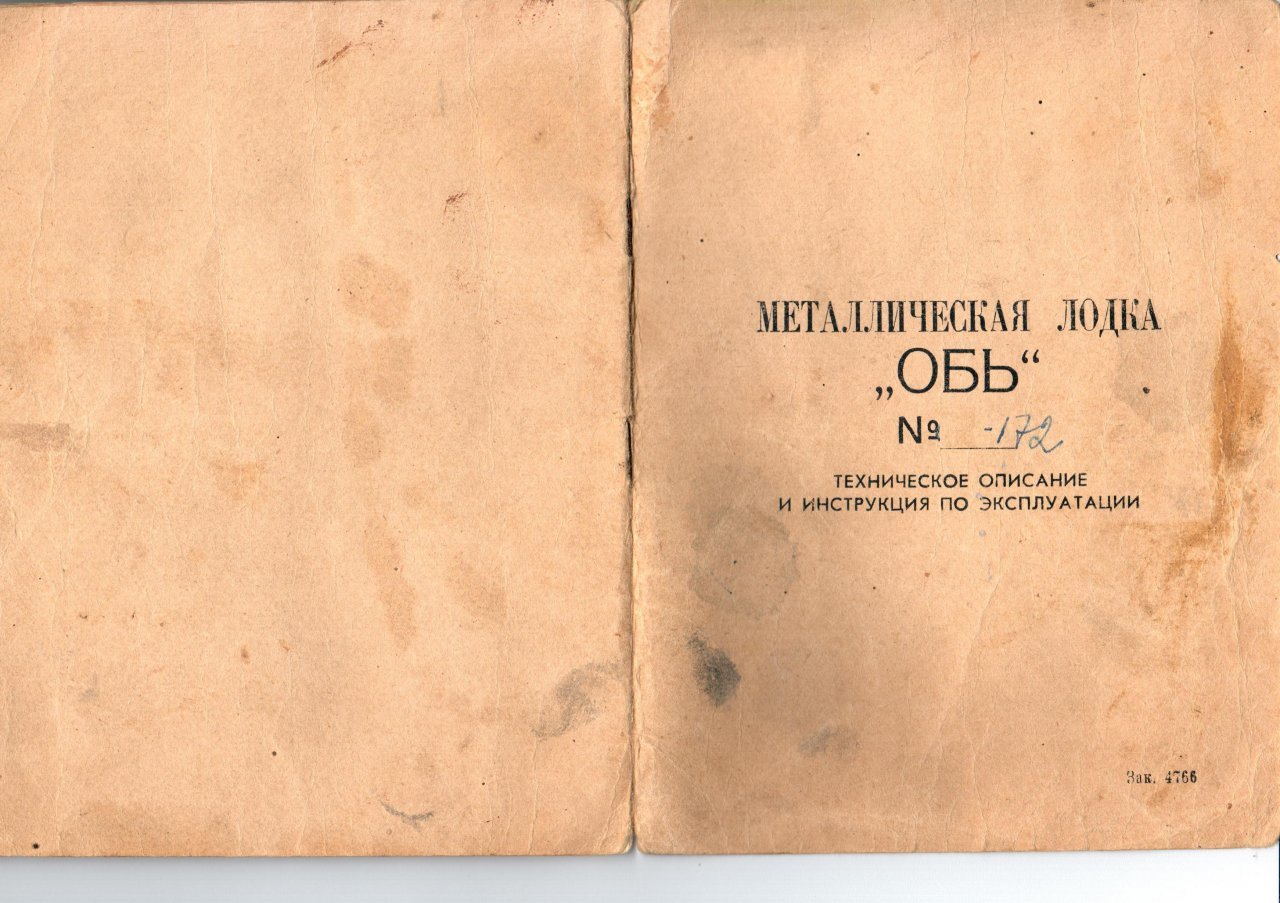 МЕТАЛЛИЧЕСКАЯ ЛОДКА
„ОБЬ“
№ -172
ТЕХНИЧЕСКОЕ ОПИСАНИЕ
И ИНСТРУКЦИЯ ПО ЭКСПЛУАТАЦИИ
Зак. 4766